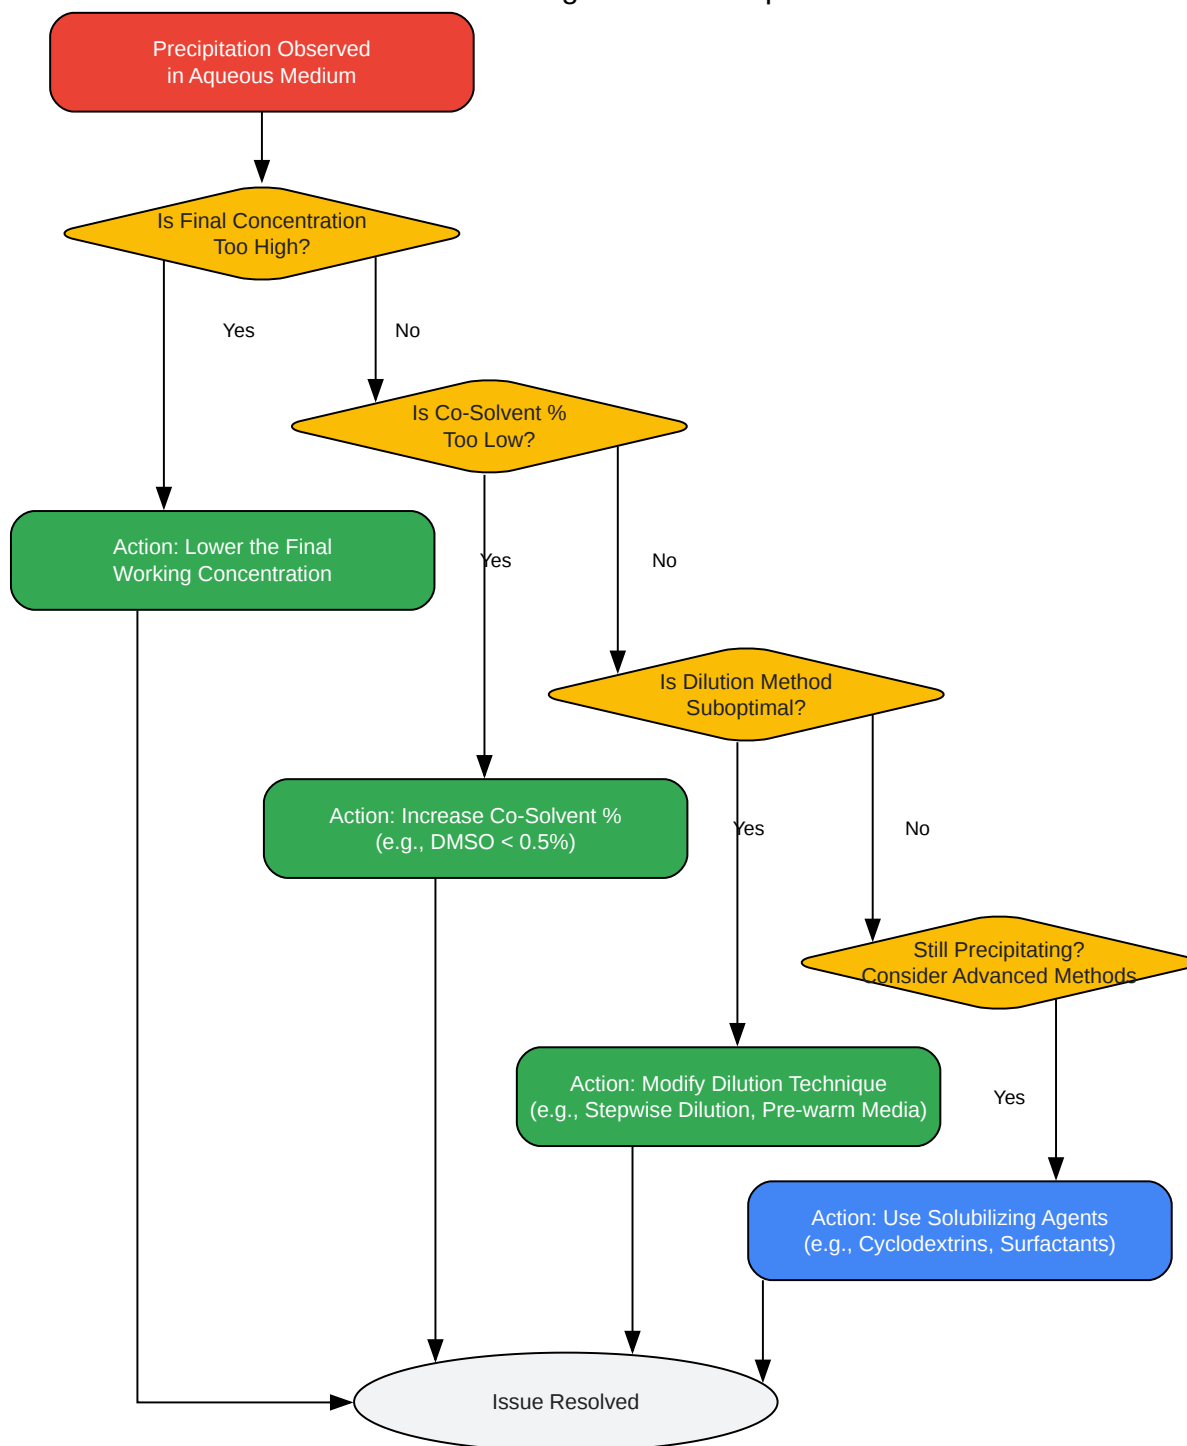 Precipitation Observed
in Aqueous Medium
Is Final Concentration
Too High?
Yes
No
Is Co-Solvent %
Too Low?
Action: Lower the Final
Working Concentration
Yes
No
Is Dilution Method
Suboptimal?
Action: Increase Co-Solvent %
(e.g., DMSO < 0.5%)
Yes
No
Still Precipitating?
Consider Advanced Methods
Action: Modify Dilution Technique
(e.g., Stepwise Dilution, Pre-warm Media)
Yes
Action: Use Solubilizing Agents
(e.g., Cyclodextrins, Surfactants)
Issue Resolved